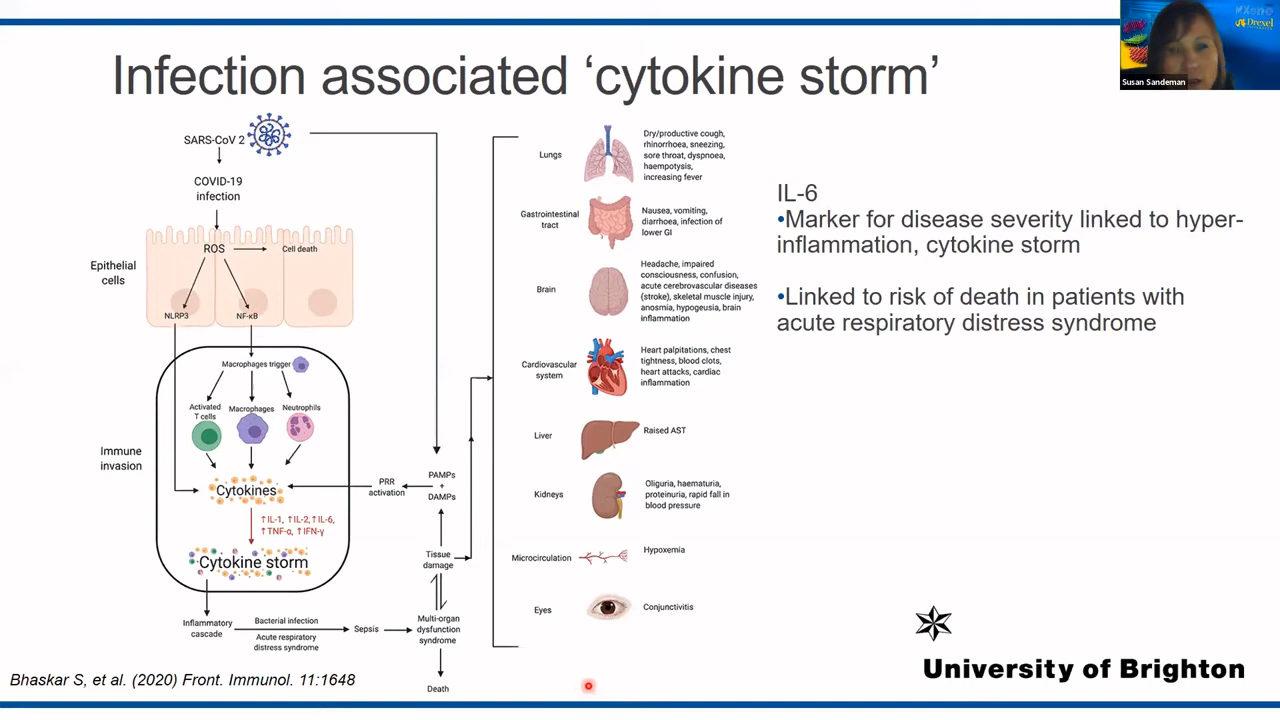 Infection associated ‘cytokine storm’
MXene
Drexel
Susan Sandeman
SARS-CoV 2
COVID-19
infection
Epithelial
cells
ROS
Cell death
NLRP3
NF-κB
Immune
invasion
Macrophages trigger
Activated
T cells
Macrophages
Neutrophils
Cytokines
↑IL-1, ↑IL-2,↑IL-6,
↑TNF-α, ↑IFN-γ
Cytokine storm
PRR
activation
PAMPs
+
DAMPs
Tissue
damage
Inflammatory
cascade
Bacterial infection
Acute respiratory
distress syndrome
Sepsis
Multi-organ
dysfunction
syndrome
Death
Lungs
Dry/productive cough,
rhinorrhoea, sneezing,
sore throat, dyspnoea,
haempotysis,
increasing fever
Gastrointestinal
tract
Nausea, vomiting,
diarrhoea, infection of
lower GI
Brain
Headache, impaired
consciousness, confusion,
acute cerebrovascular diseases
(stroke), skeletal muscle injury,
anosmia, hypogeusia, brain
inflammation
Cardiovascular
system
Heart palpitations, chest
tightness, blood clots,
heart attacks, cardiac
inflammation
Liver
Raised AST
Kidneys
Oliguria, haematuria,
proteinuria, rapid fall in
blood pressure
Microcirculation
Hypoxemia
Eyes
Conjunctivitis
IL-6
•Marker for disease severity linked to hyper-
inflammation, cytokine storm
•Linked to risk of death in patients with
acute respiratory distress syndrome
Bhaskar S, et al. (2020) Front. Immunol. 11:1648
University of Brighton